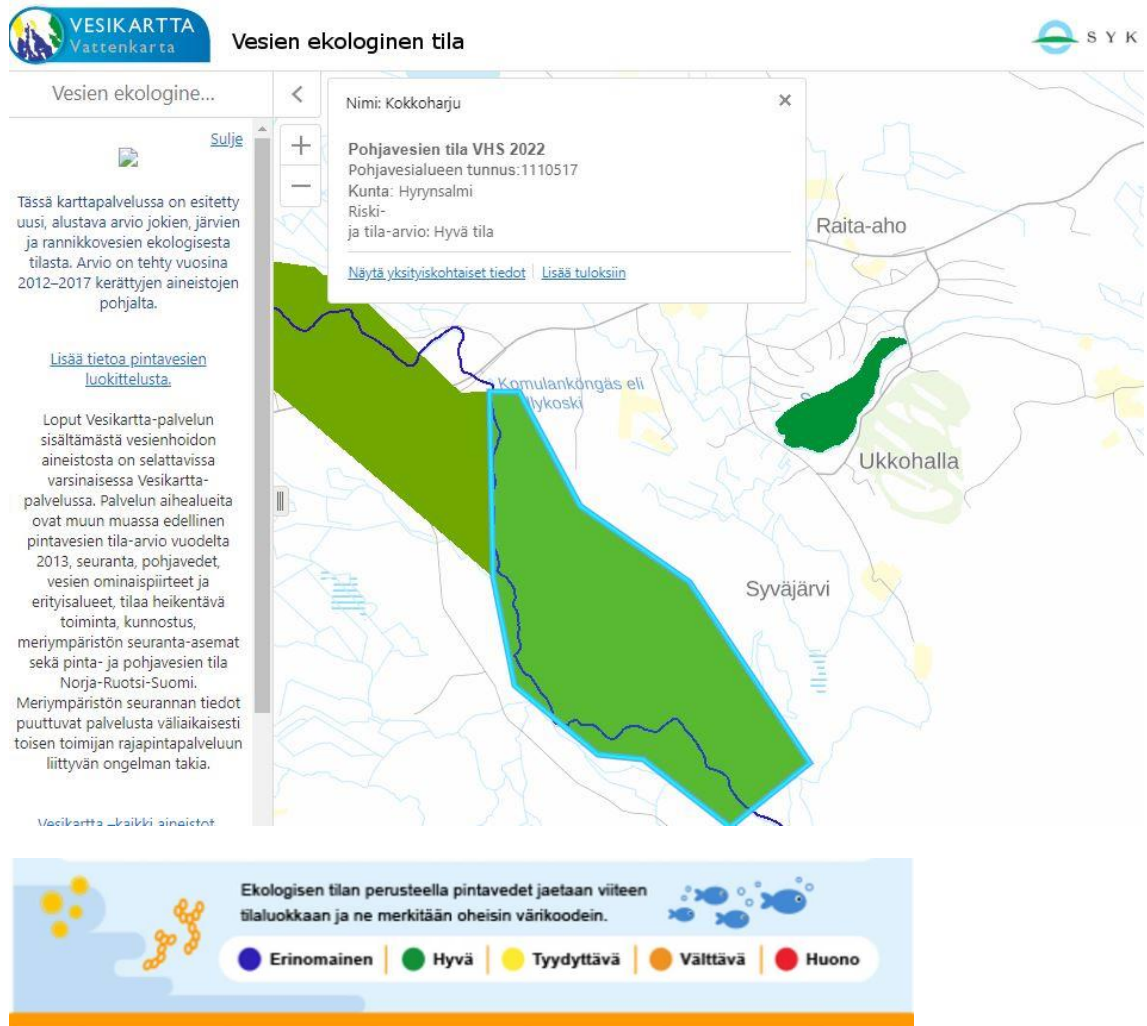 VESIKARTTA
Vattenkarta
Vesien ekologinen tila
S Y K
Vesien ekologine...
Sulje
Tässä karttapalvelussa on esitetty
uusi, alustava arvio jokien, järvien
ja rannikkovesien ekologisesta
tilasta. Arvio on tehty vuosina
2012–2017 kerättyjen aineistojen
pohjalta.
Lisää tietoa pintavesien
luokittelusta.
Loput Vesikartta-palvelun
sisältämästä vesienhoidon
aineistosta on selattavissa
varsinaisessa Vesikartta-
palvelussa. Palvelun aihealueita
ovat muun muassa edellinen
pintavesien tila-arvio vuodelta
2013, seuranta, pohjavedet,
vesien ominaispiirteet ja
erityisalueet, tilaa heikentävä
toiminta, kunnostus,
meriympäristön seuranta-asemat
sekä pinta- ja pohjavesien tila
Norja-Ruotsi-Suomi.
Meriympäristön seurannan tiedot
puuttuvat palvelusta väliaikaisesti
toisen toimijan rajapintapalveluun
liittyvän ongelman takia.
Vesikartta –kaikki aineistot
Nimi: Kokkoharju
Pohjavesien tila VHS 2022
Pohjavesialueen tunnus:1110517
Kunta: Hyrynsalmi
Riski-
ja tila-arvio: Hyvä tila
Näytä yksityiskohtaiset tiedot
Lisää tuloksiin
Raita-aho
Komulanköngäs eli
Ukkohalla
Syväjärvi
Ekologisen tilan perusteella pintavedet jaetaan viiteen
tilaluokkaan ja ne merkitään oheisin värikoodein.
Erinomainen
Hyvä
Tyydyttävä
Välttävä
Huono